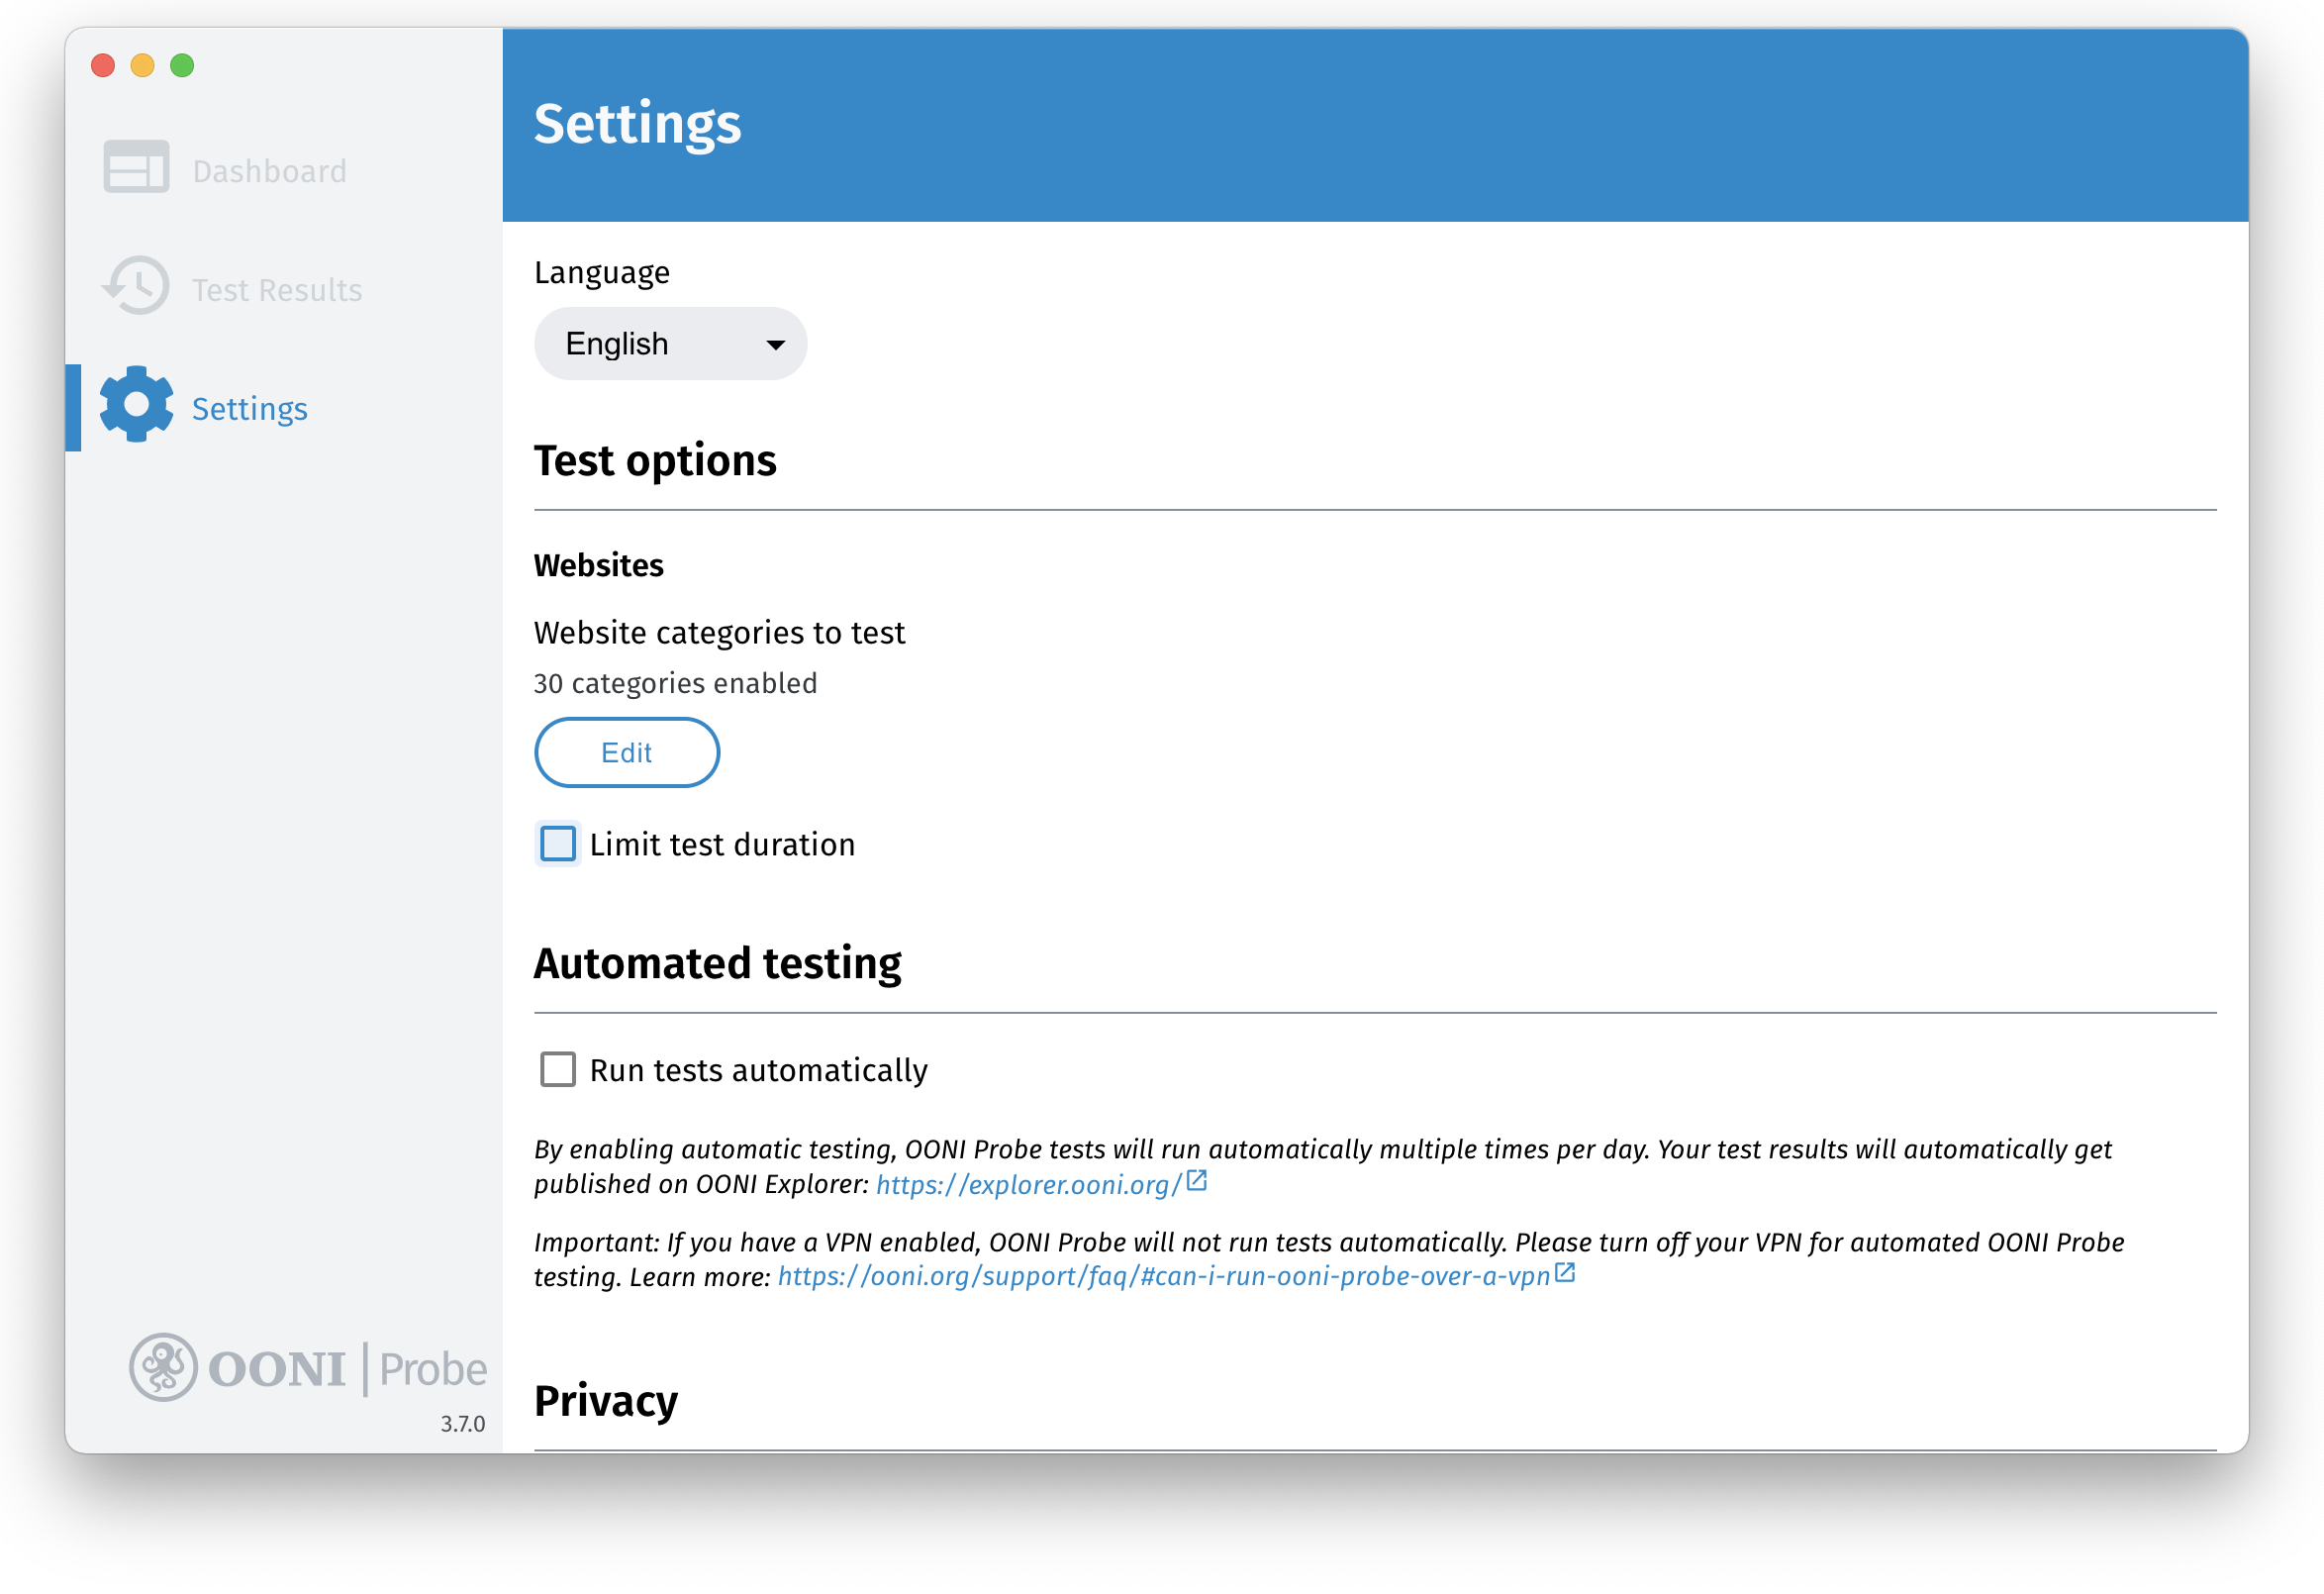 Dashboard
Test Results
Settings
OONI | Probe
3.7.0
Settings
Language
English
Test options
Websites
Website categories to test
30 categories enabled
Edit
Limit test duration
Automated testing
Run tests automatically
By enabling automatic testing, OONI Probe tests will run automatically multiple times per day. Your test results will automatically get
published on OONI Explorer: https://explorer.ooni.org/
Important: If you have a VPN enabled, OONI Probe will not run tests automatically. Please turn off your VPN for automated OONI Probe
testing. Learn more: https://ooni.org/support/faq/#can-i-run-ooni-probe-over-a-vpn
Privacy